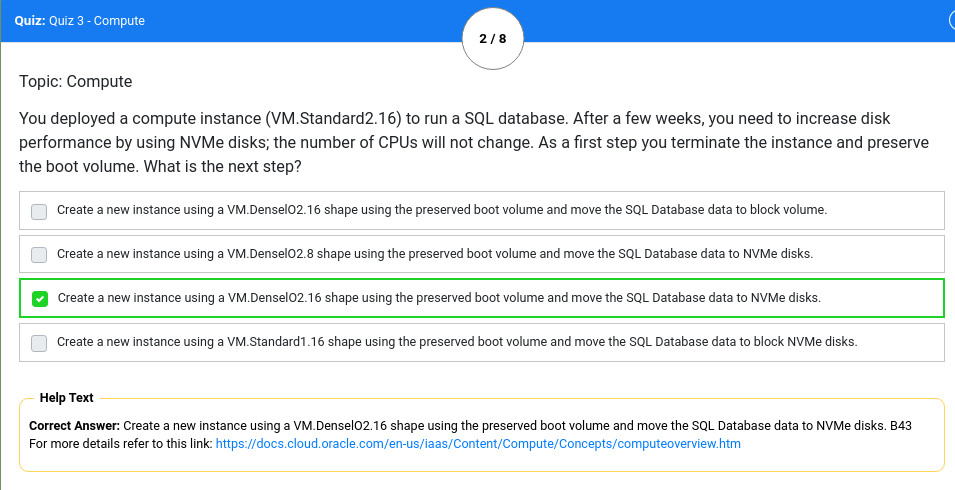 Quiz: Quiz 3 - Compute
2 / 8
Topic: Compute
You deployed a compute instance (VM.Standard2.16) to run a SQL database. After a few weeks, you need to increase disk
performance by using NVMe disks; the number of CPUs will not change. As a first step you terminate the instance and preserve
the boot volume. What is the next step?
Create a new instance using a VM.DenselO2.16 shape using the preserved boot volume and move the SQL Database data to block volume.
Create a new instance using a VM.DenselO2.8 shape using the preserved boot volume and move the SQL Database data to NVMe disks.
Create a new instance using a VM.DenselO2.16 shape using the preserved boot volume and move the SQL Database data to NVMe disks.
Create a new instance using a VM.Standard1.16 shape using the preserved boot volume and move the SQL Database data to block NVMe disks.
Help Text
Correct Answer: Create a new instance using a VM.DenselO2.16 shape using the preserved boot volume and move the SQL Database data to NVMe disks. B43
For more details refer to this link: https://docs.cloud.oracle.com/en-us/iaas/Content/Compute/Concepts/computeoverview.htm